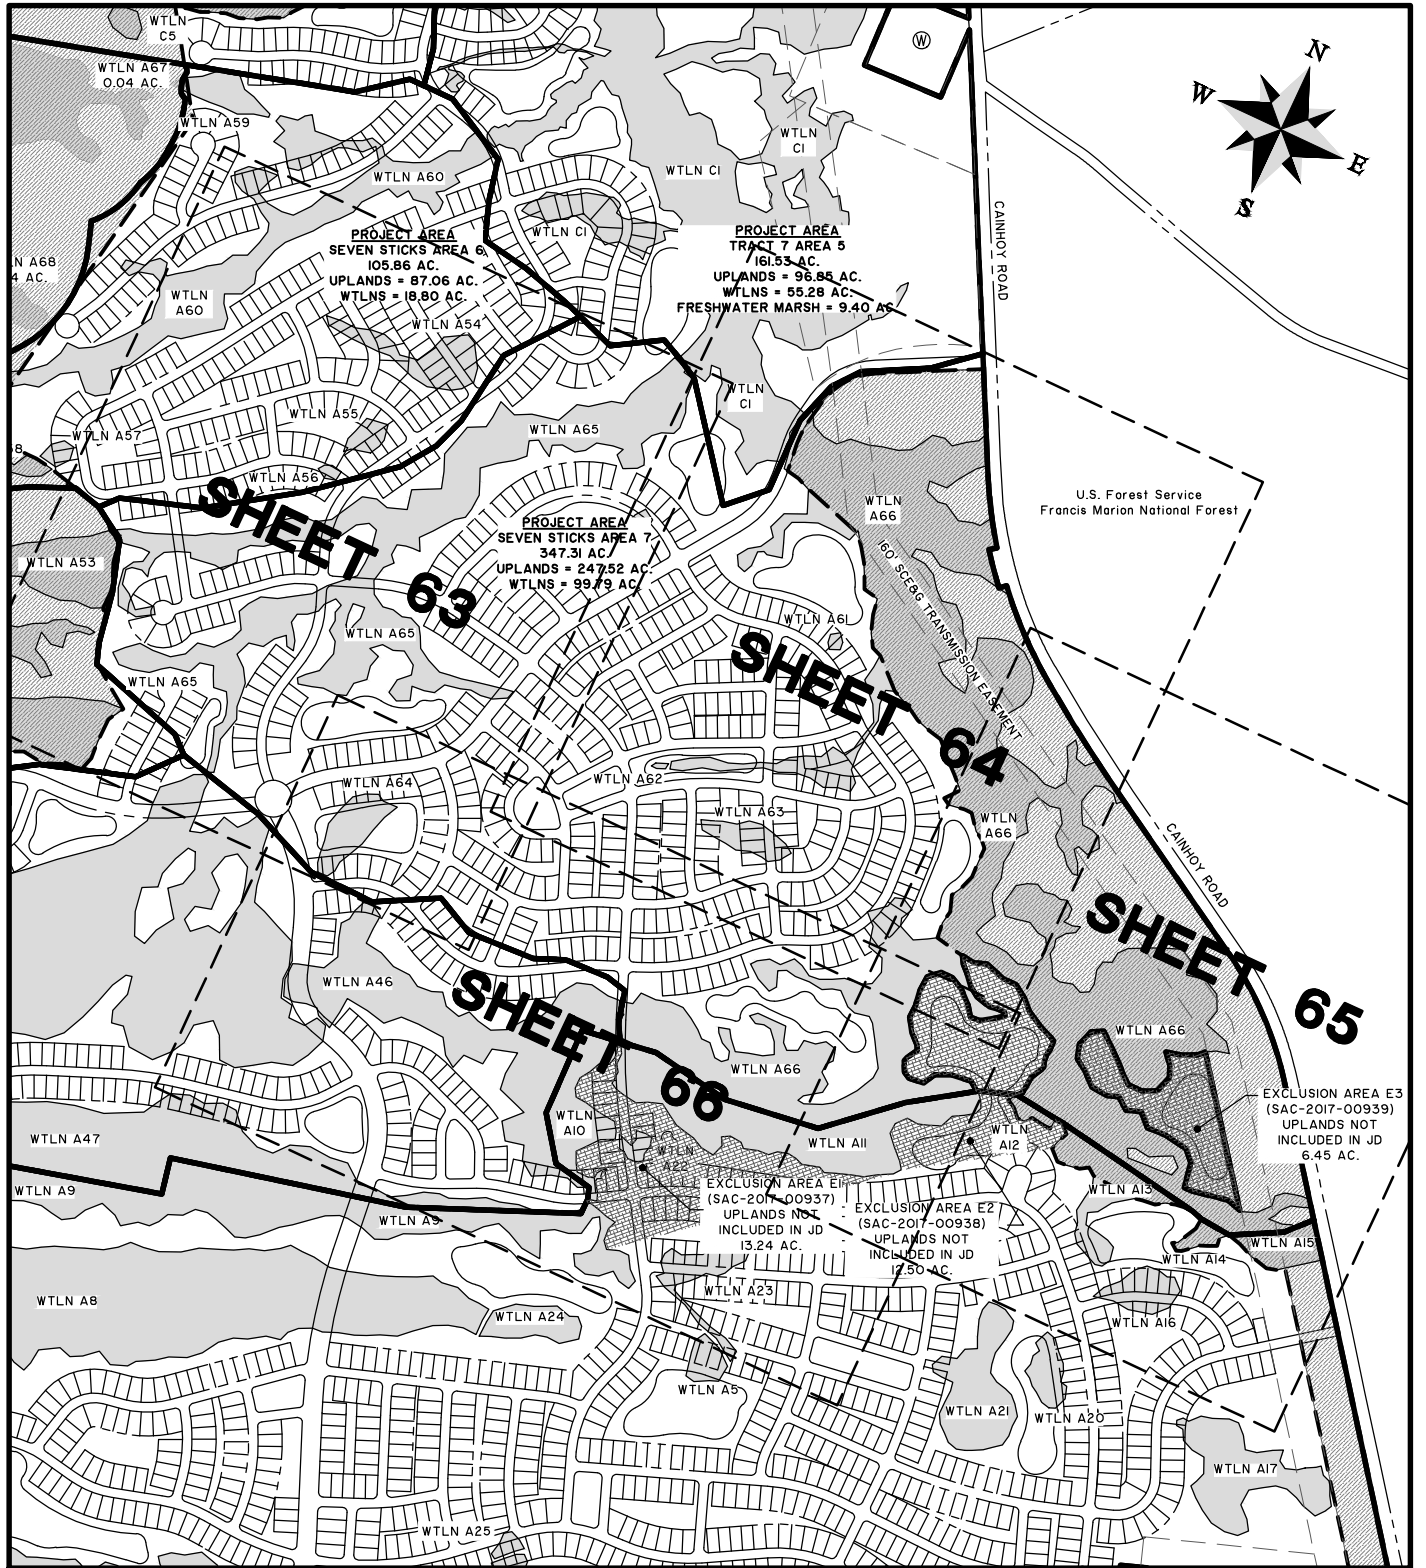 WTLN
C5
WTLN A67
0.04 AC.
WTLN A59
WTLN A60
WTLN C1
WTLN
C1
W
N
W
E
S
PROJECT AREA
SEVEN STICKS AREA 6
105.86 AC.
UPLANDS = 87.06 AC.
WTLNS = 18.80 AC.
WTLN C1
PROJECT AREA
TRACT 7 AREA 5
161.53 AC.
UPLANDS = 96.85 AC.
WTLNS = 55.28 AC.
FRESHWATER MARSH = 9.40 AC
CAINHOY ROAD
N A68
4 AC.
WTLN
A60
WTLN A54
WTLN
C1
WTLN A55
WTLN A57
WTLN A65
58
WTLN A56
SHEET 63
WTLN
A66
U.S. Forest Service
Francis Marion National Forest
PROJECT AREA
SEVEN STICKS AREA 7
347.31 AC.
UPLANDS = 247.52 AC.
WTLNS = 99.79 AC.
160' SCE&G TRANSMISSION EASEMENT
WTLN A53
WTLN A65
WTLN A61
SHEET 64
WTLN A65
WTLN A64
WTLN A62
WTLN A63
WTLN
A66
CAINHOY ROAD
SHEET 65
WTLN A46
SHEET 66
WTLN A66
WTLN A66
WTLN
A10
WTLN A11
WTLN
A12
EXCLUSION AREA E3
(SAC-2017-00939)
UPLANDS NOT
INCLUDED IN JD
6.45 AC.
WTLN A47
WTLN
A22
WTLN A9
WTLN A9
EXCLUSION AREA E1
(SAC-2017-00937)
UPLANDS NOT
INCLUDED IN JD
13.24 AC.
EXCLUSION AREA E2
(SAC-2017-00938)
UPLANDS NOT
INCLUDED IN JD
12.50 AC.
WTLN A13
WTLN A14
WTLN A15
WTLN A8
WTLN A24
WTLN A23
WTLN A16
WTLN A5
WTLN A21
WTLN A20
WTLN A17
WTLN A25